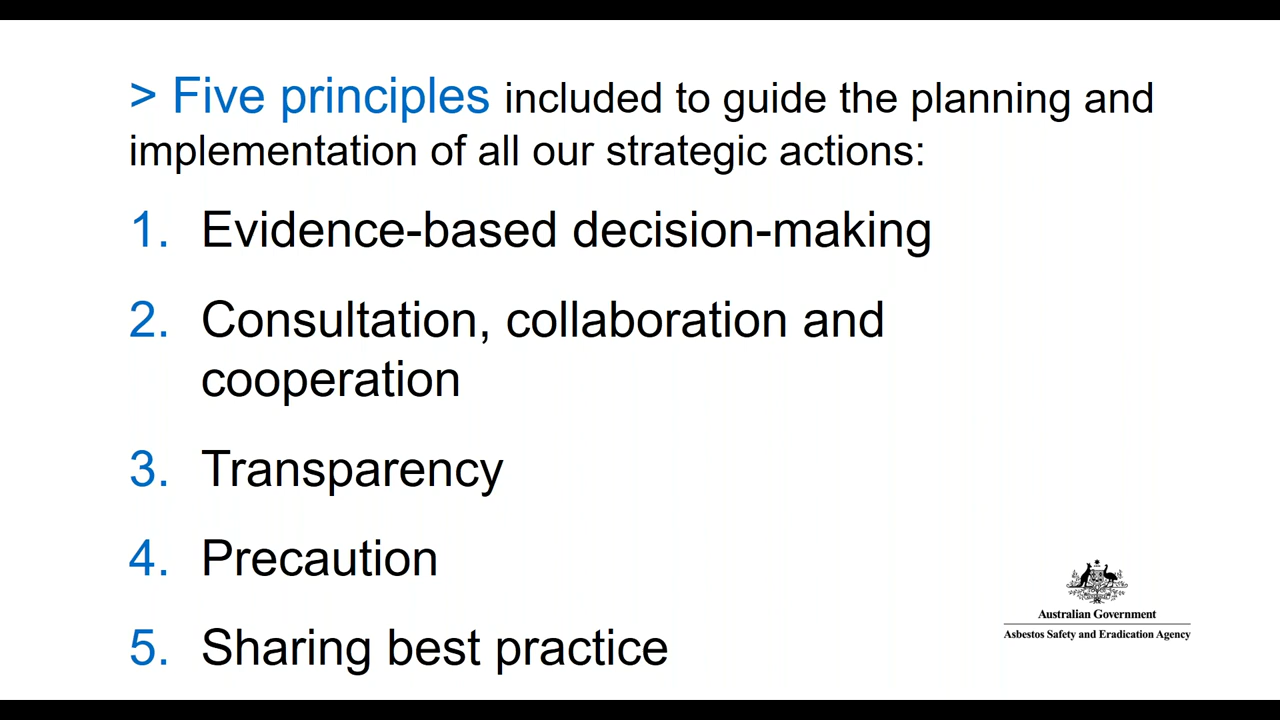 > Five principles included to guide the planning and
implementation of all our strategic actions:
1. Evidence-based decision-making
2. Consultation, collaboration and
cooperation
3. Transparency
4. Precaution
5. Sharing best practice
Australian Government
Asbestos Safety and Eradication Agency